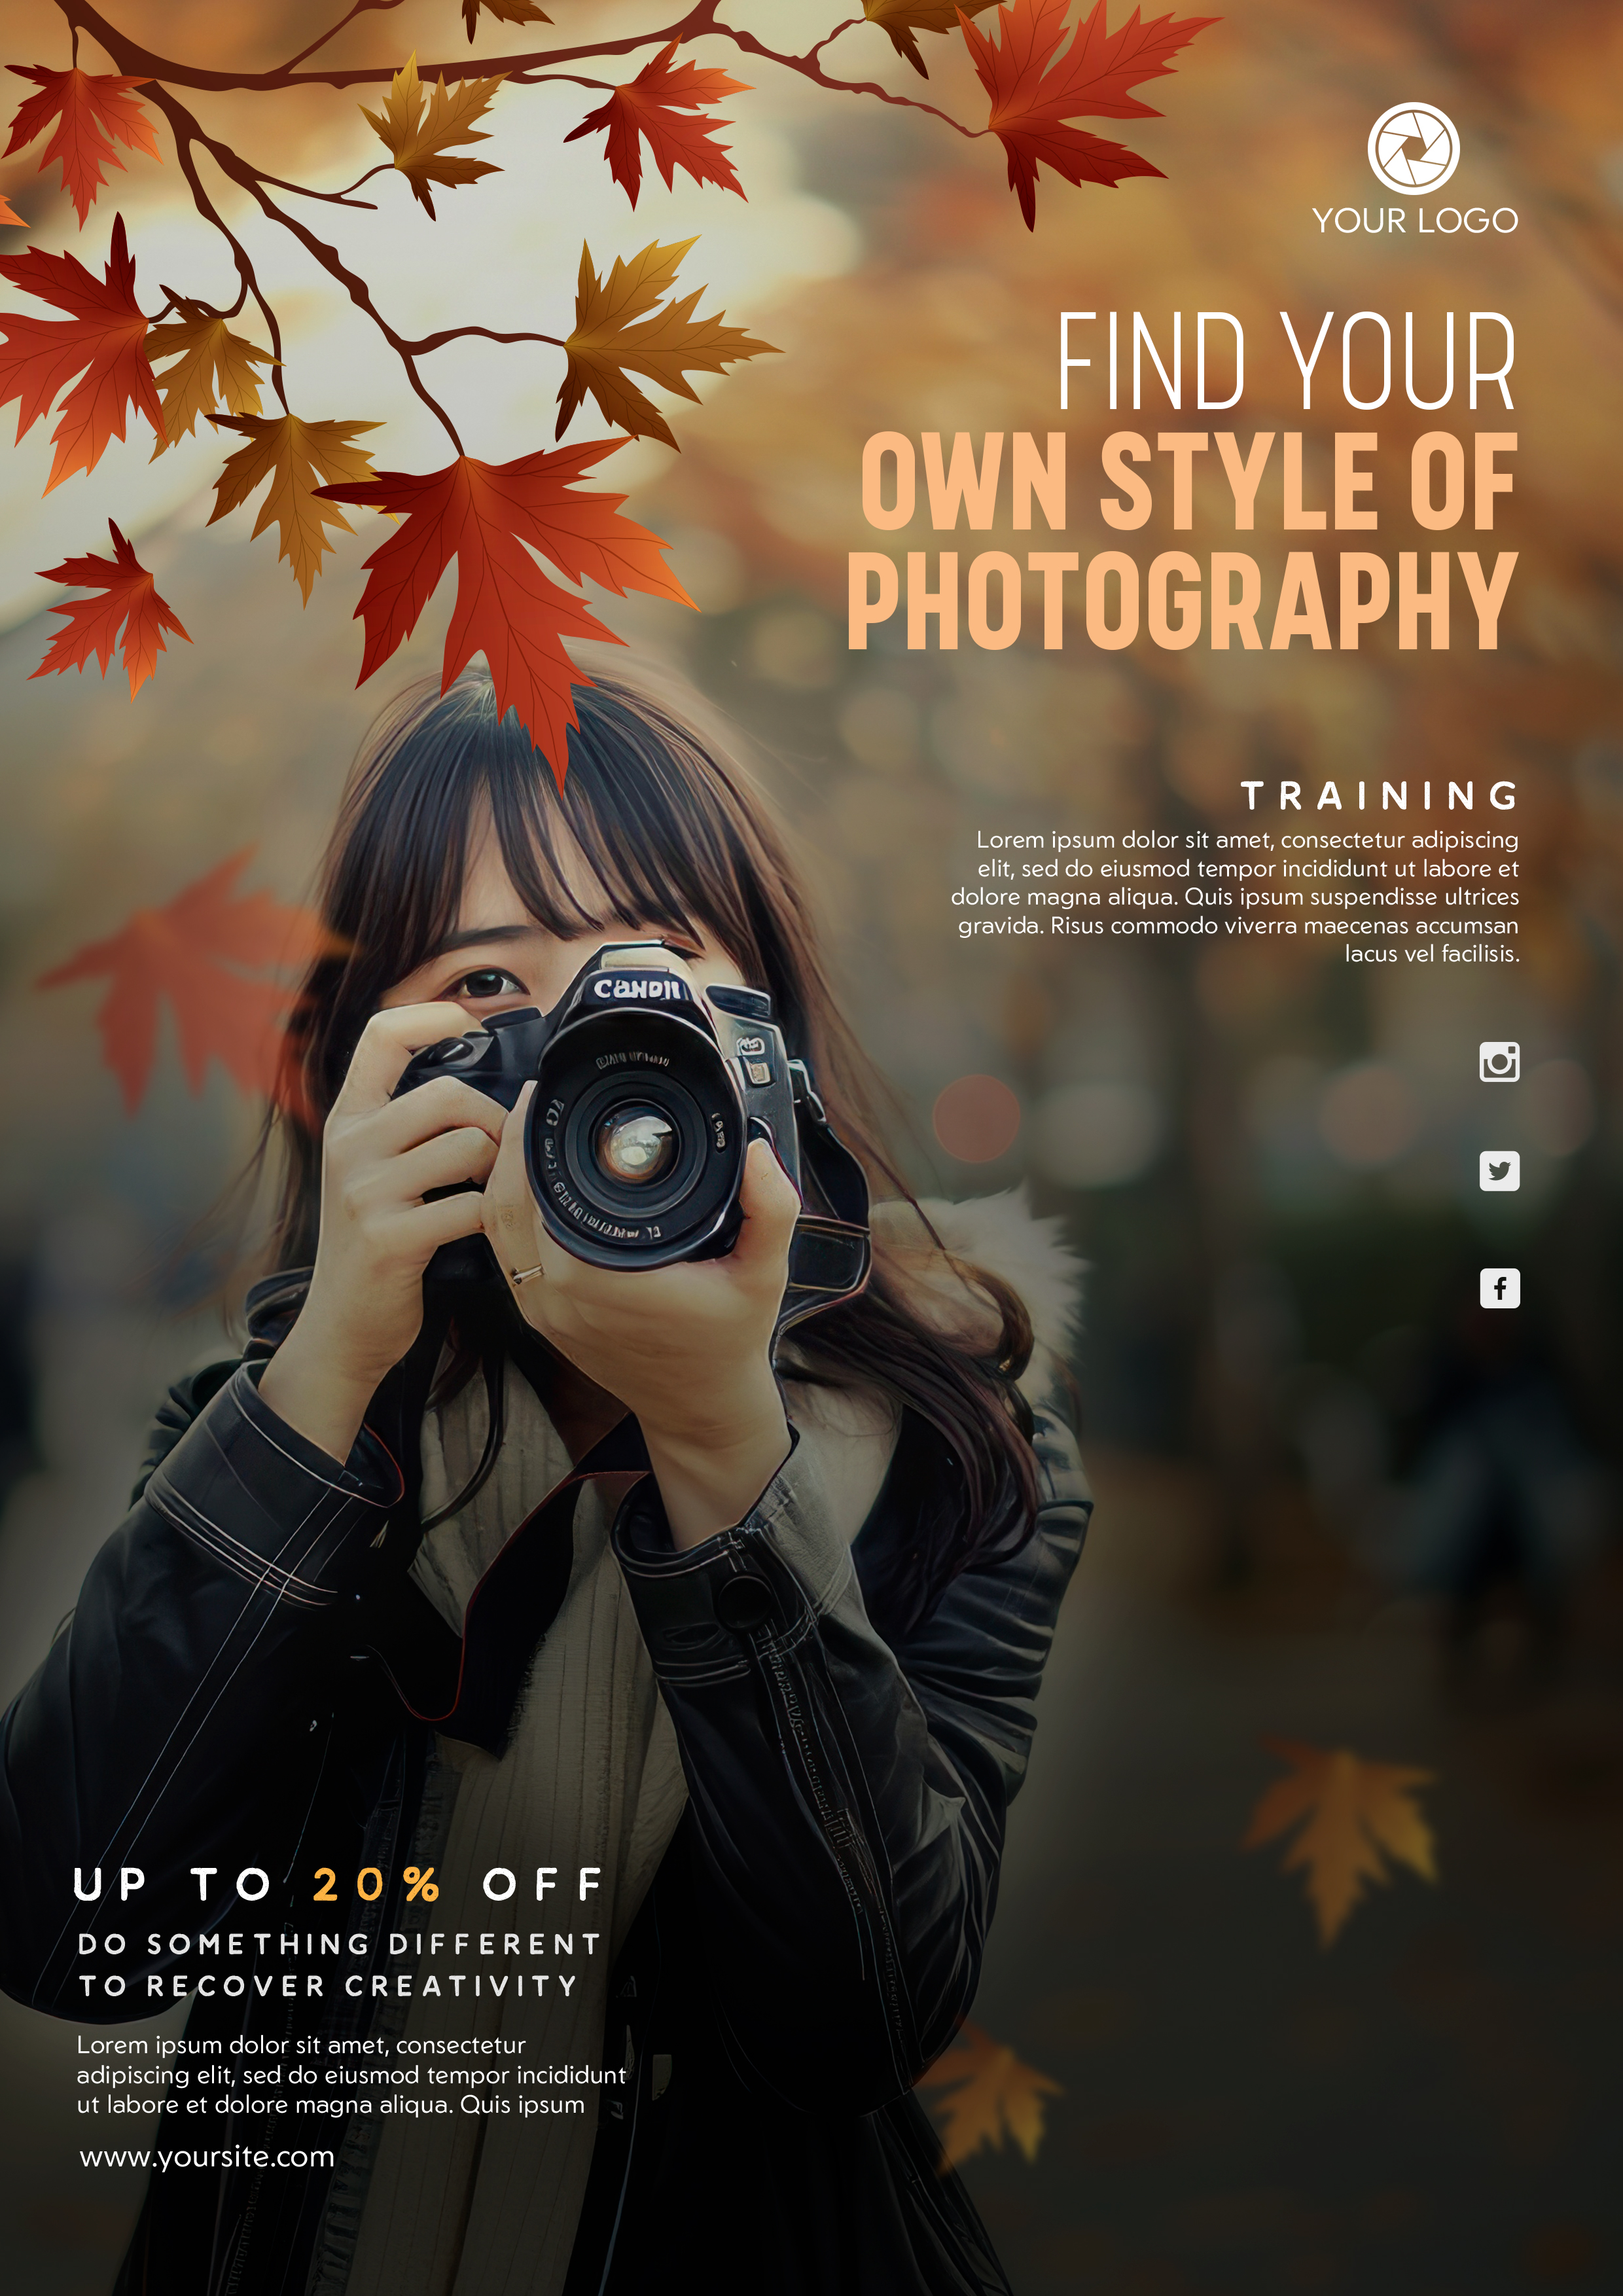 YOUR LOGO
FIND YOUR
OWN STYLE OF
PHOTOGRAPHY
TRAINING
Lorem ipsum dolor sit amet, consectetur adipiscing
elit, sed do eiusmod tempor incididunt ut labore et
dolore magna aliqua. Quis ipsum suspendisse ultrices
gravida. Risus commodo viverra maecenas accumsan
lacus vel facilisis.
Canon
UP TO 20% OFF
DO SOMETHING DIFFERENT
TO RECOVER CREATIVITY
Lorem ipsum dolor sit amet, consectetur
adipiscing elit, sed do eiusmod tempor incididunt
ut labore et dolore magna aliqua. Quis ipsum
www.yoursite.com